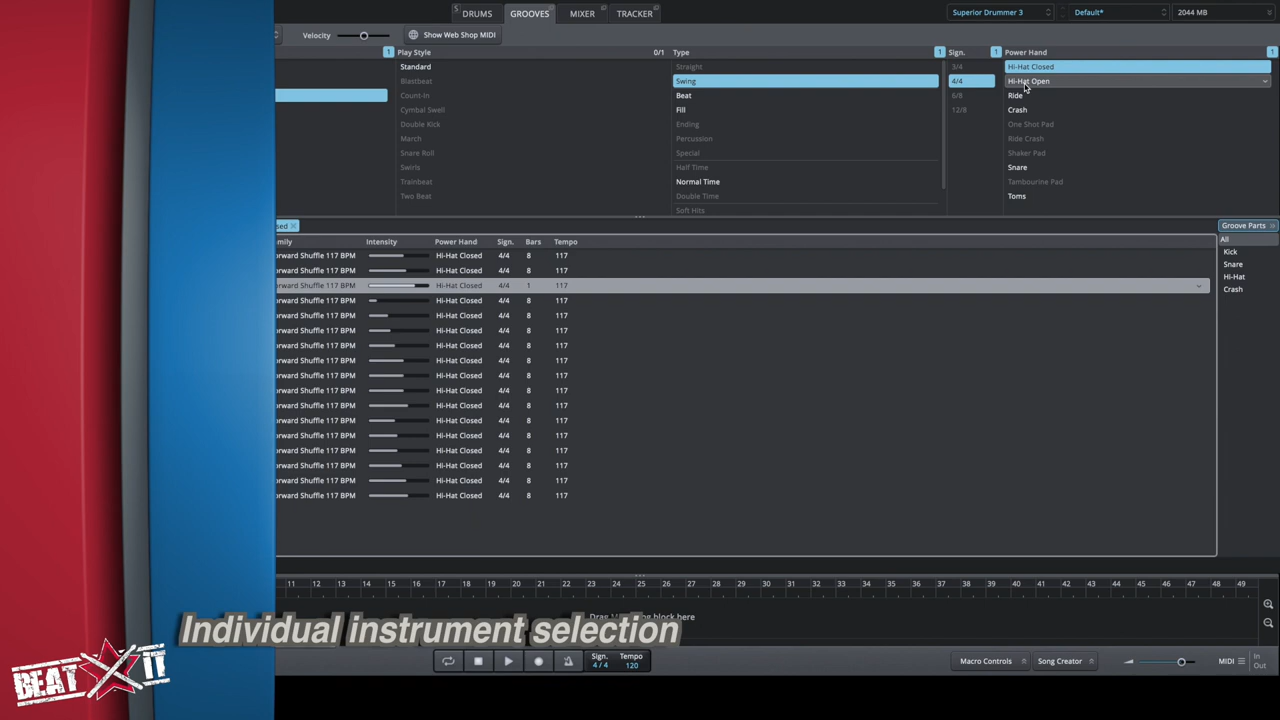 DRUMS
GROOVES
MIXER
TRACKER
Superior Drummer 3
Default*
2044 MB
Velocity
Show Web Shop MIDI
1 Play Style 0/1
Standard
Blastbeat
Count-In
Cymbal Swell
Double Kick
March
Snare Roll
Swirls
Trainbeat
Two Beat
Type 1
Straight
Swing
Beat
Fill
Ending
Percussion
Special
Half Time
Normal Time
Double Time
Soft Hits
Sign. 1
3/4
4/4
6/8
12/8
Power Hand 1
Hi-Hat Closed
Hi-Hat Open
Ride
Crash
One Shot Pad
Ride Crash
Shaker Pad
Snare
Tambourine Pad
Toms
sed
mily Intensity Power Hand Sign. Bars Tempo
orward Shuffle 117 BPM Hi-Hat Closed 4/4 8 117
orward Shuffle 117 BPM Hi-Hat Closed 4/4 8 117
orward Shuffle 117 BPM Hi-Hat Closed 4/4 1 117
orward Shuffle 117 BPM Hi-Hat Closed 4/4 8 117
orward Shuffle 117 BPM Hi-Hat Closed 4/4 8 117
orward Shuffle 117 BPM Hi-Hat Closed 4/4 8 117
orward Shuffle 117 BPM Hi-Hat Closed 4/4 8 117
orward Shuffle 117 BPM Hi-Hat Closed 4/4 8 117
orward Shuffle 117 BPM Hi-Hat Closed 4/4 8 117
orward Shuffle 117 BPM Hi-Hat Closed 4/4 8 117
orward Shuffle 117 BPM Hi-Hat Closed 4/4 8 117
orward Shuffle 117 BPM Hi-Hat Closed 4/4 8 117
orward Shuffle 117 BPM Hi-Hat Closed 4/4 8 117
orward Shuffle 117 BPM Hi-Hat Closed 4/4 8 117
orward Shuffle 117 BPM Hi-Hat Closed 4/4 8 117
orward Shuffle 117 BPM Hi-Hat Closed 4/4 8 117
orward Shuffle 117 BPM Hi-Hat Closed 4/4 8 117
Groove Parts
All
Kick
Snare
Hi-Hat
Crash
11 12 13 14 15 16 17 18 19 20 21 22 23 24 25 26 27 28 29 30 31 32 33 34 35 36 37 38 39 40 41 42 43 44 45 46 47 48 49
block here
Individual instrument selection
BEAT IT
Sign. 4/4
Tempo 120
Macro Controls
Song Creator
MIDI
In
Out